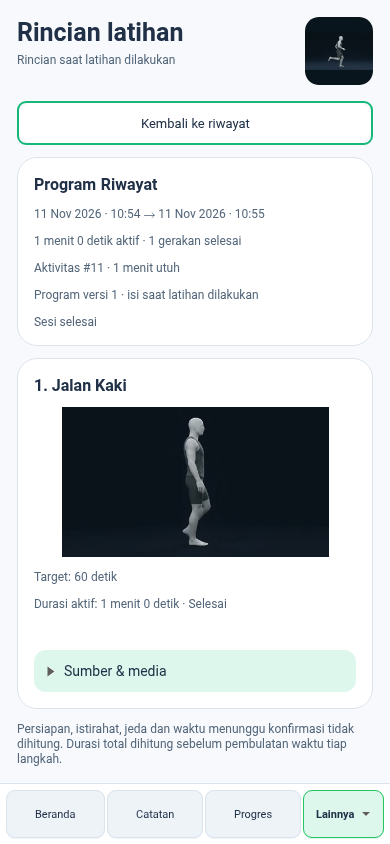 Rincian latihan
Rincian saat latihan dilakukan
Kembali ke riwayat
Program Riwayat
11 Nov 2026 · 10:54 → 11 Nov 2026 · 10:55
1 menit 0 detik aktif · 1 gerakan selesai
Aktivitas #11 · 1 menit utuh
Program versi 1 · isi saat latihan dilakukan
Sesi selesai
1. Jalan Kaki
Target: 60 detik
Durasi aktif: 1 menit 0 detik · Selesai
Sumber & media
Persiapan, istirahat, jeda dan waktu menunggu konfirmasi tidak
dihitung. Durasi total dihitung sebelum pembulatan waktu tiap
langkah.
Beranda
Catatan
Progres
Lainnya